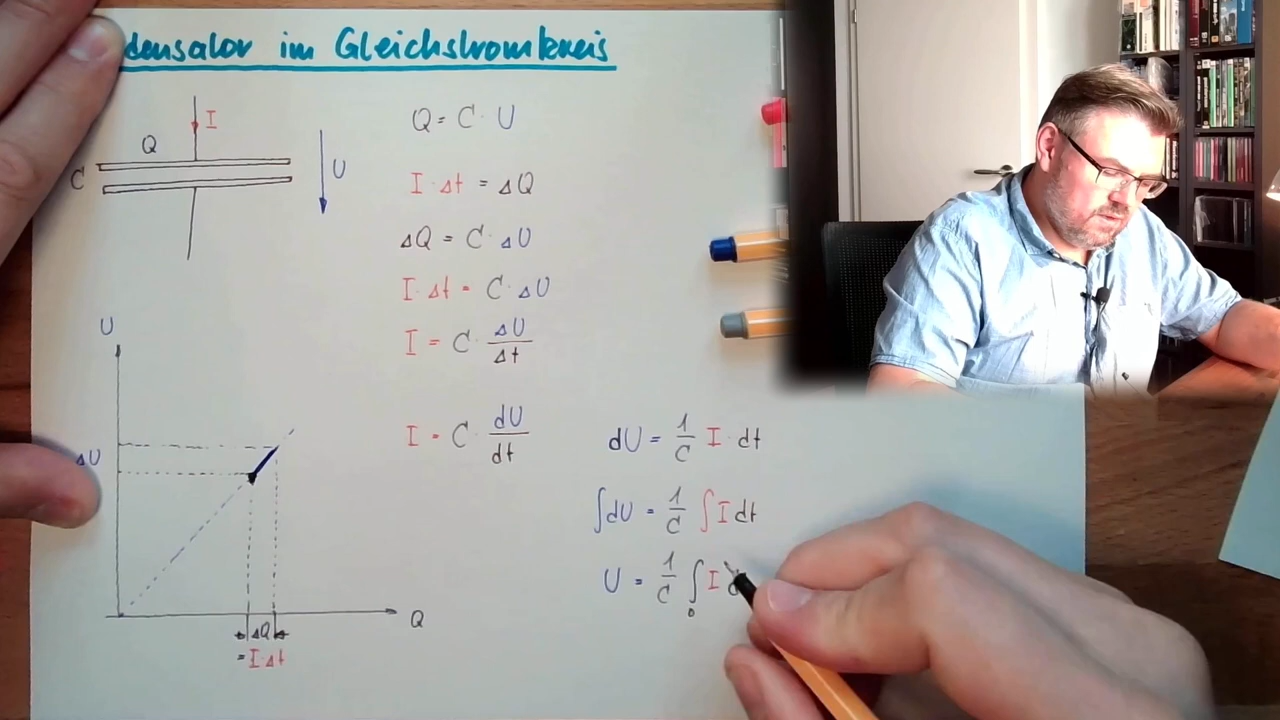 densator im Gleichstromkreis
I
Q
C
U
Q = C · U
I · Δt = ΔQ
ΔQ = C · ΔU
I · Δt = C · ΔU
I = C · ΔU/Δt
I = C · dU/dt
U
ΔU
Q
ΔQ
= I·Δt
dU = 1/C I · dt
∫dU = 1/C ∫I dt
U = 1/C ∫₀ I